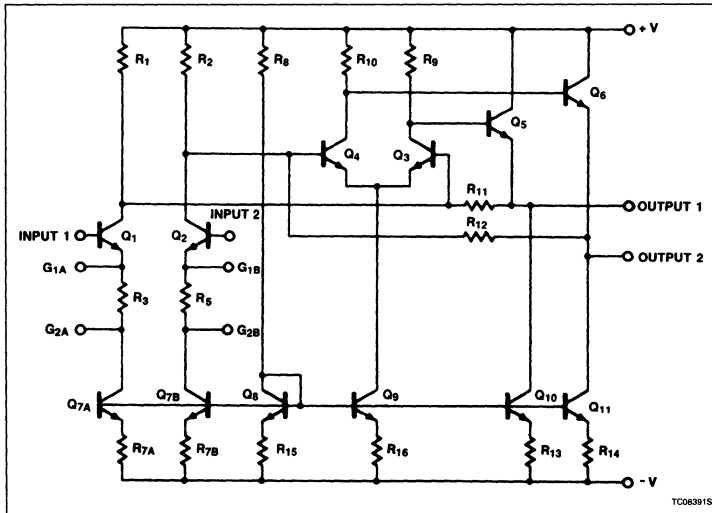 + V
R1 R2 R8 R10 R9
Q6
Q5
Q4 Q3
R11
INPUT 2
OUTPUT 1
INPUT 1 Q1 Q2
R12
G1A G1B
OUTPUT 2
R3 R5
G2A G2B
Q7A Q7B Q8 Q9 Q10 Q11
R7A R7B R15 R16 R13 R14
- V
TC08391S